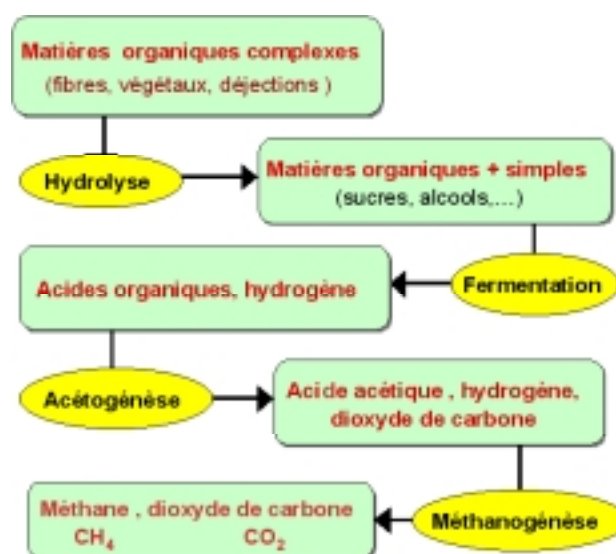 Matières organiques complexes
(fibres, végétaux, déjections )
Hydrolyse
Matières organiques + simples
(sucres, alcools,...)
Fermentation
Acides organiques, hydrogène
Acétogénèse
Acide acétique , hydrogène,
dioxyde de carbone
Méthanogénèse
Méthane , dioxyde de carbone
CH₄ CO₂